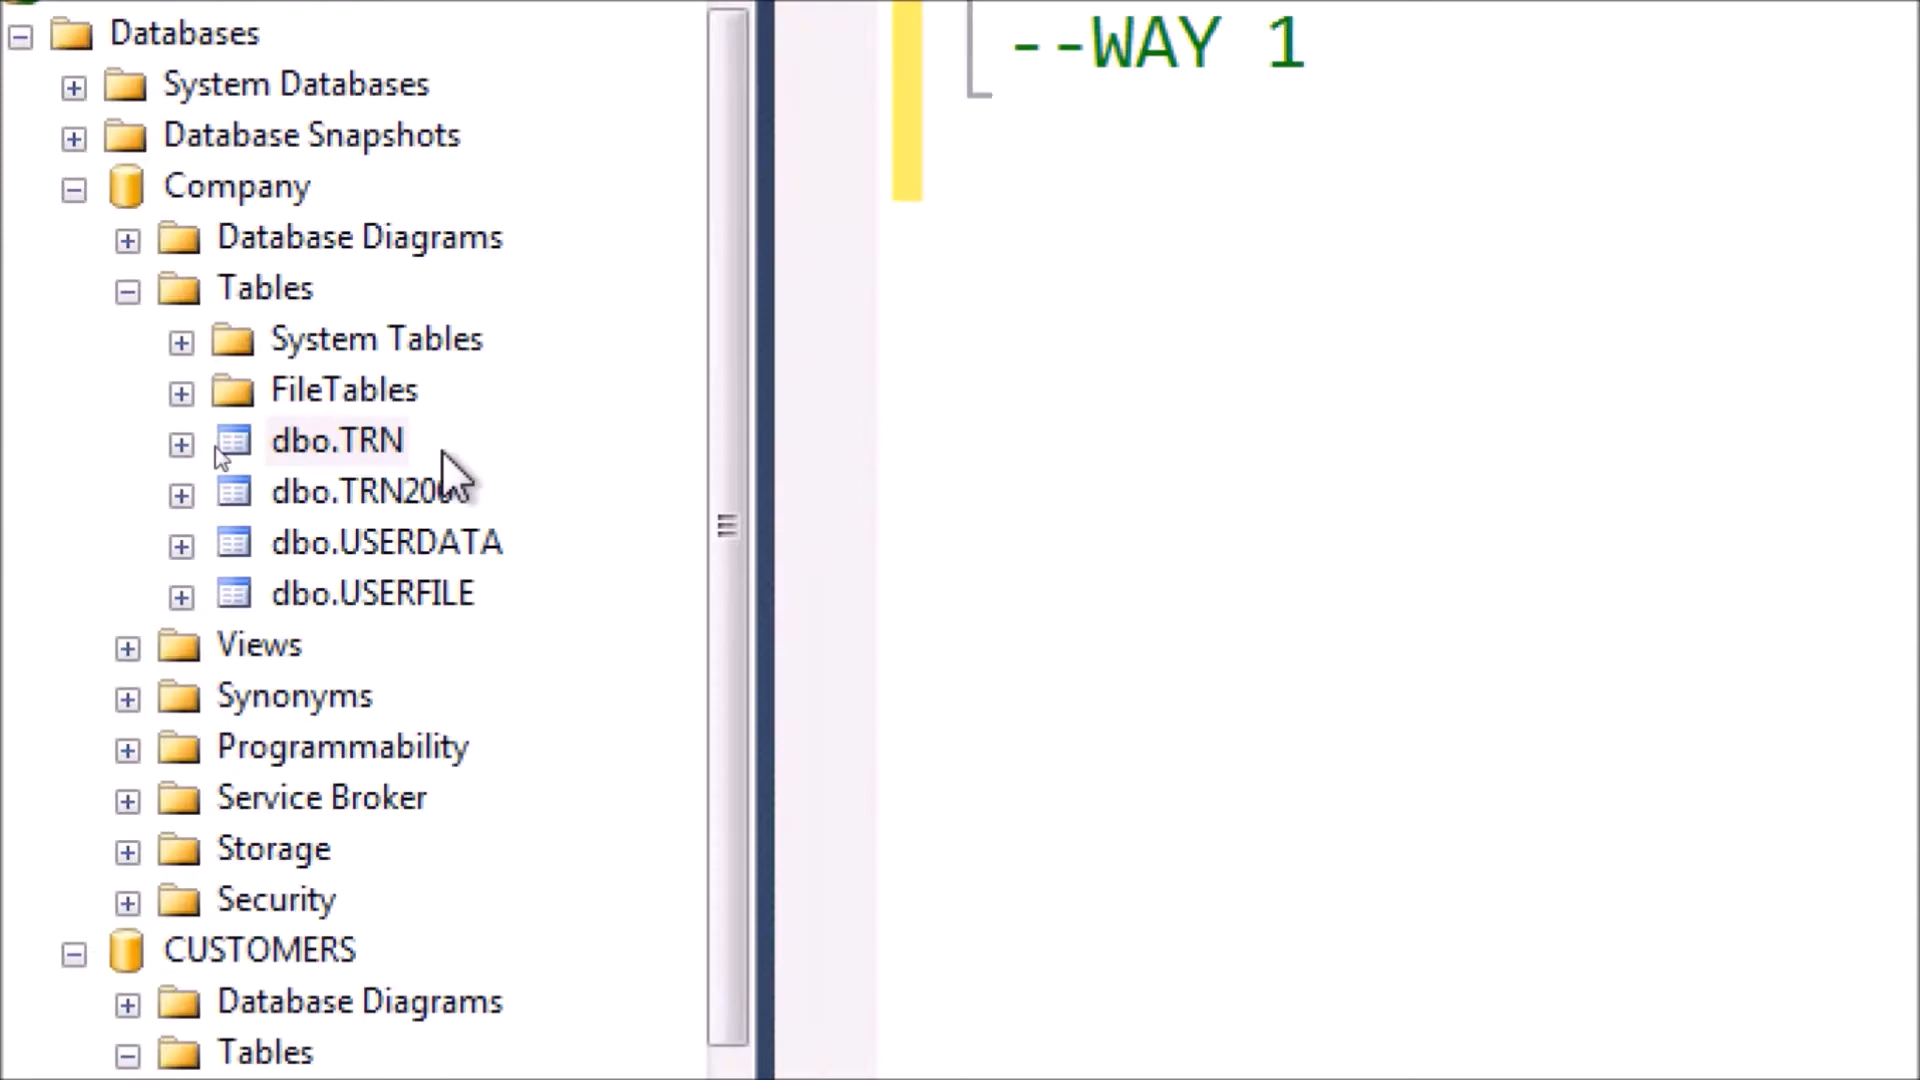 Databases
System Databases
Database Snapshots
Company
Database Diagrams
Tables
System Tables
FileTables
dbo.TRN
dbo.USERDATA
dbo.USERFILE
Views
Synonyms
Programmability
Service Broker
Storage
Security
CUSTOMERS
Database Diagrams
Tables
--WAY 1